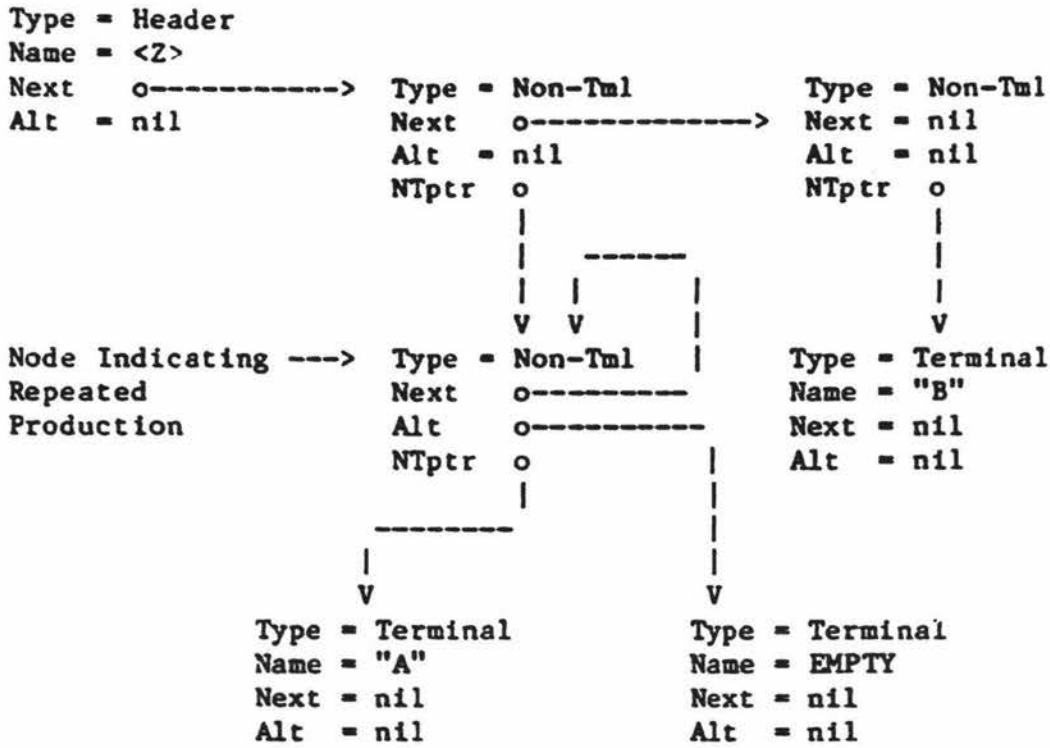 Type = Header
Name = <Z>
Next o------------> Type = Non-Tml Type = Non-Tml
Alt = nil Next o--------------> Next = nil
Alt = nil Alt = nil
NTptr o NTptr o
Node Indicating ---> Type = Non-Tml Type = Terminal
Repeated Next o---------- Name = "B"
Production Alt o----------- Next = nil
NTptr o Alt = nil
Type = Terminal Type = Terminal
Name = "A" Name = EMPTY
Next = nil Next = nil
Alt = nil Alt = nil